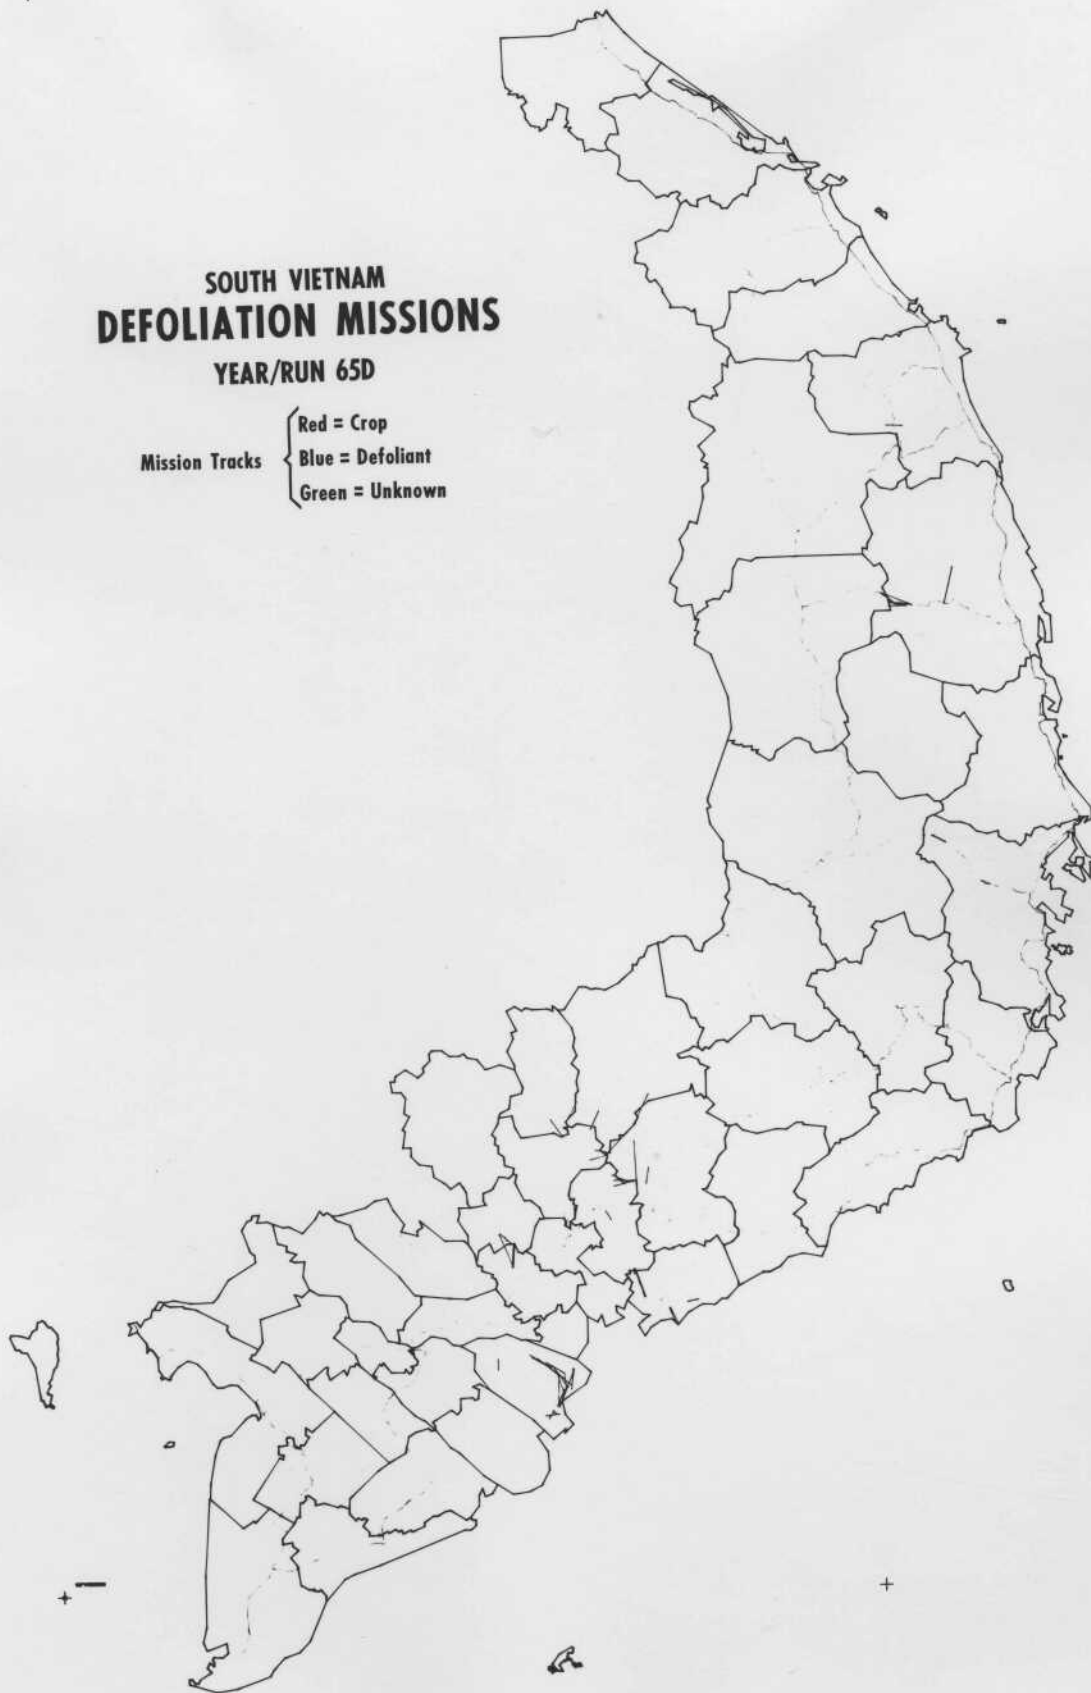 SOUTH VIETNAM
DEFOLIATION MISSIONS
YEAR/RUN 65D
Mission Tracks
Red = Crop
Blue = Defoliant
Green = Unknown